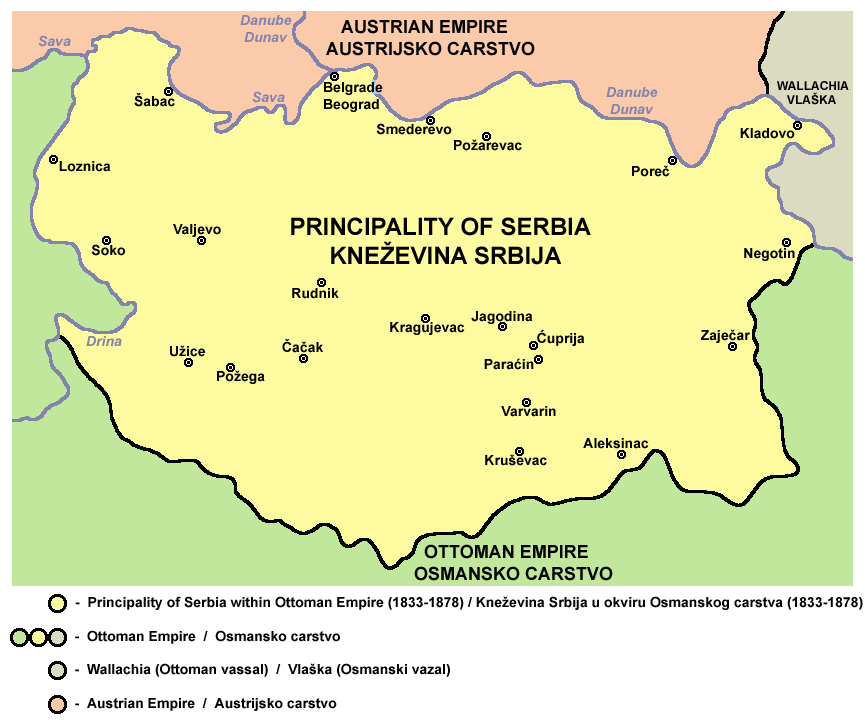 AUSTRIAN EMPIRE
AUSTRIJSKO CARSTVO
Danube
Dunav
Sava
Sava
Danube
Dunav
WALLACHIA
VLAŠKA
Šabac
Belgrade
Beograd
Smederevo
Požarevac
Poreč
Kladovo
Loznica
Soko
Valjevo
PRINCIPALITY OF SERBIA
KNEŽEVINA SRBIJA
Negotin
Rudnik
Kragujevac
Jagodina
Ćuprija
Paraćin
Zaječar
Drina
Užice
Požega
Čačak
Varvarin
Kruševac
Aleksinac
OTTOMAN EMPIRE
OSMANSKO CARSTVO
- Principality of Serbia within Ottoman Empire (1833-1878) / Kneževina Srbija u okviru Osmanskog carstva (1833-1878)
- Ottoman Empire / Osmansko carstvo
- Wallachia (Ottoman vassal) / Vlaška (Osmanski vazal)
- Austrian Empire / Austrijsko carstvo